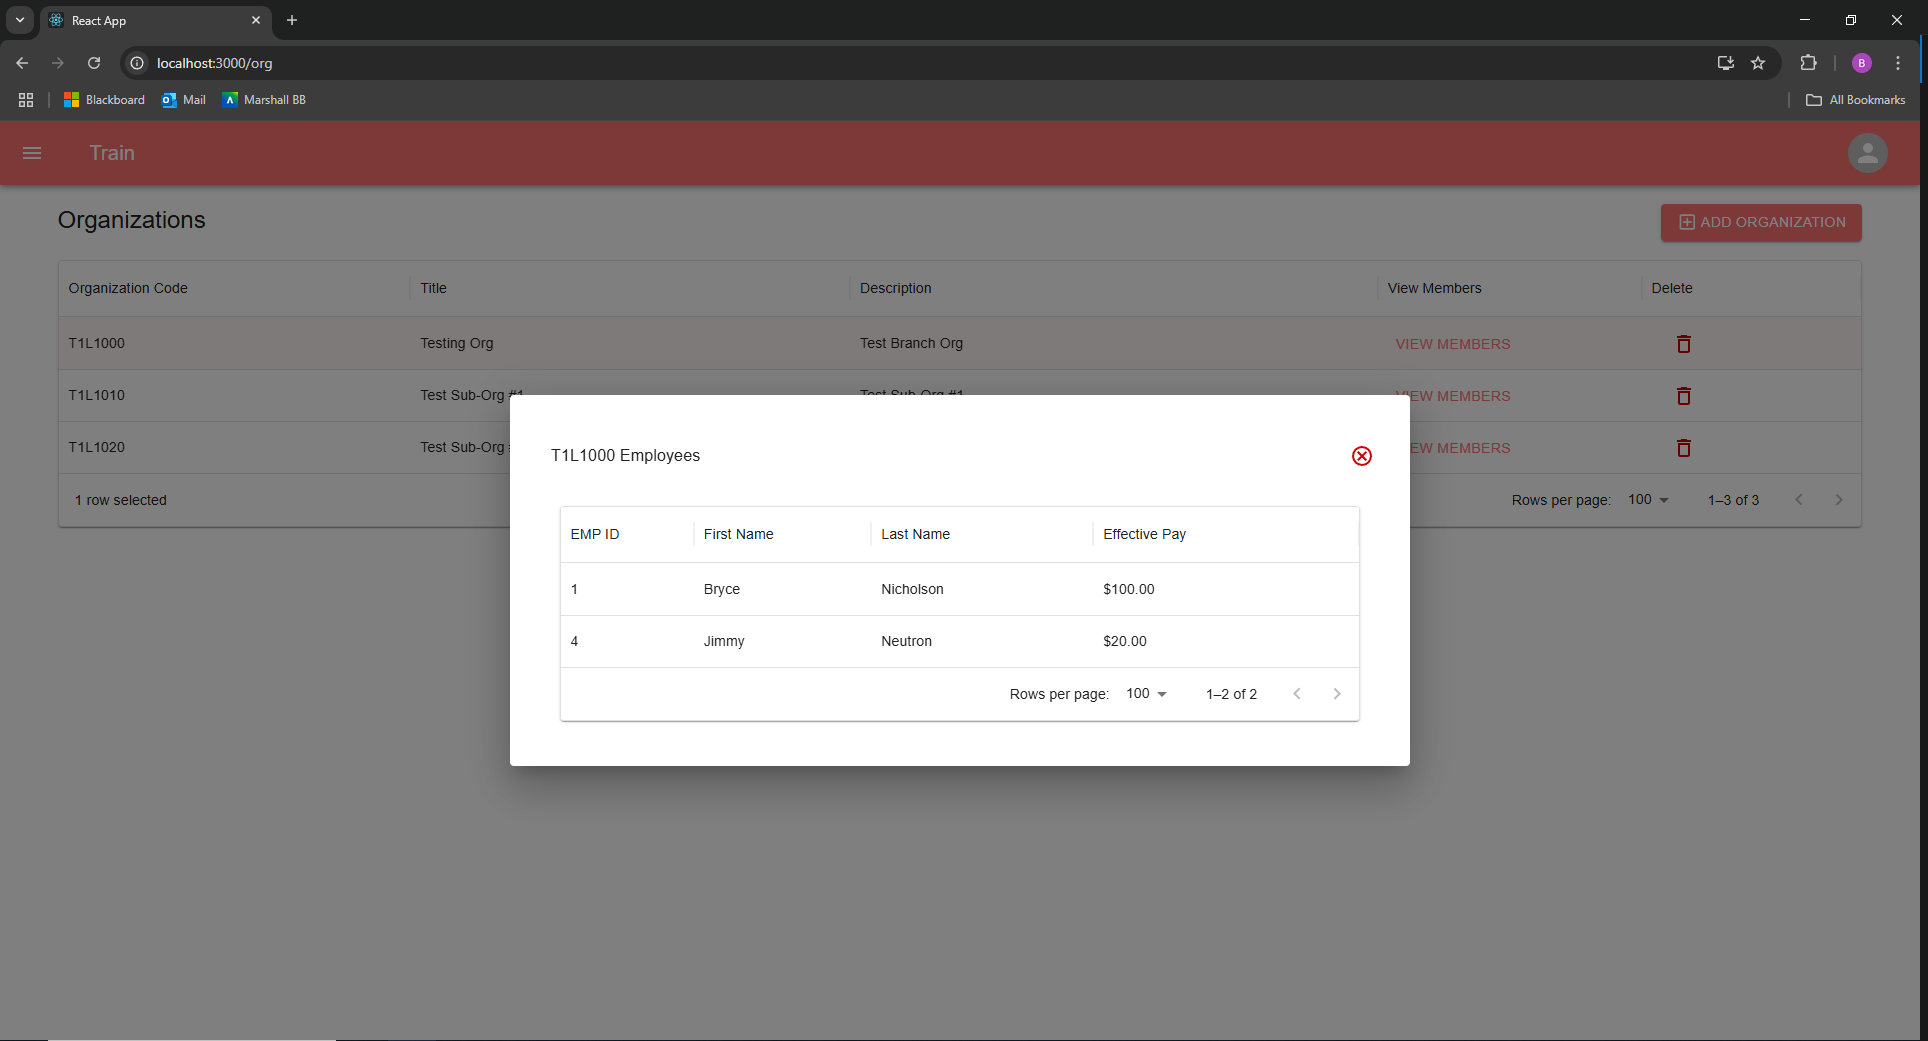 React App
localhost:3000/org
B
Blackboard Mail Marshall BB All Bookmarks
Train
Organizations
ADD ORGANIZATION
Organization Code Title Description View Members Delete
T1L1000 Testing Org Test Branch Org VIEW MEMBERS
T1L1010 Test Sub-Org #1 Test Sub-Org #1 VIEW MEMBERS
T1L1020 Test Sub-Org VIEW MEMBERS
1 row selected Rows per page: 100 1–3 of 3
T1L1000 Employees
EMP ID First Name Last Name Effective Pay
1 Bryce Nicholson $100.00
4 Jimmy Neutron $20.00
Rows per page: 100 1–2 of 2